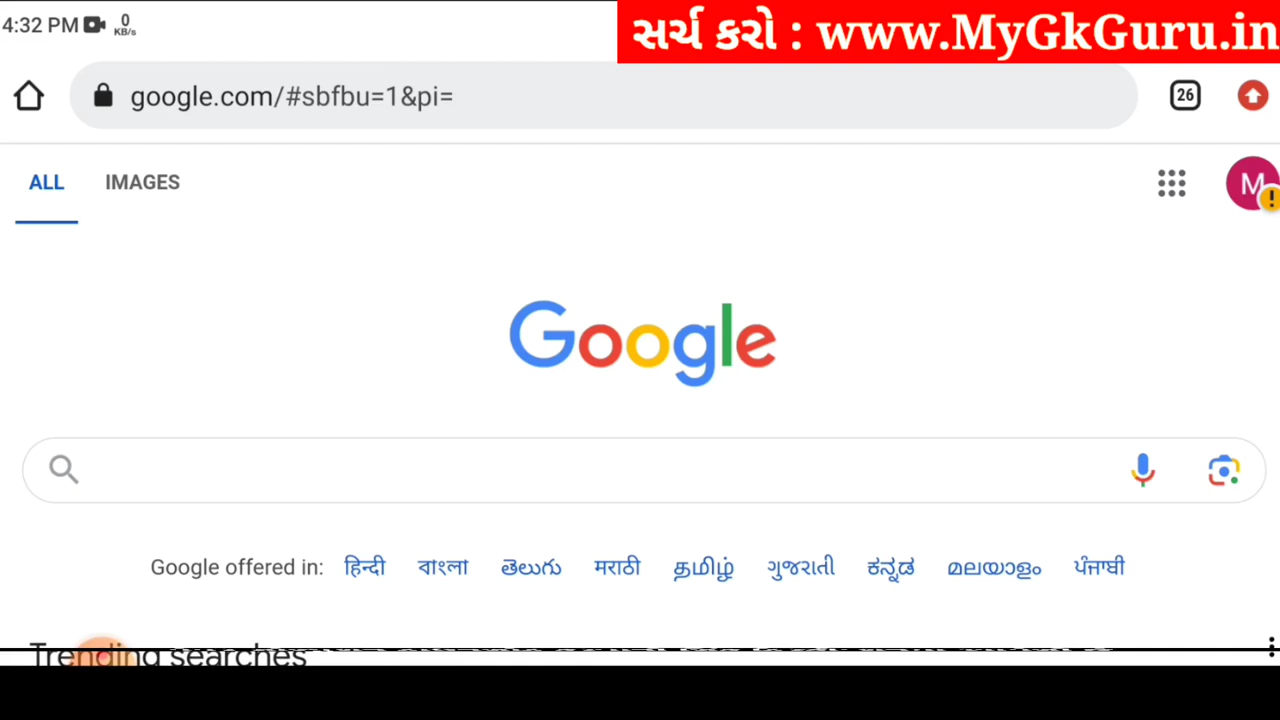 4:32 PM 0 KB/s
સર્ચ કરો : www.MyGkGuru.in
google.com/#sbfbu=1&pi=
26
ALL IMAGES
M
Google
Google offered in: हिन्दी বাংলা తెలుగు मराठी தமிழ் ગુજરાતી ಕನ್ನಡ മലയാളം ਪੰਜਾਬੀ
Trending searches